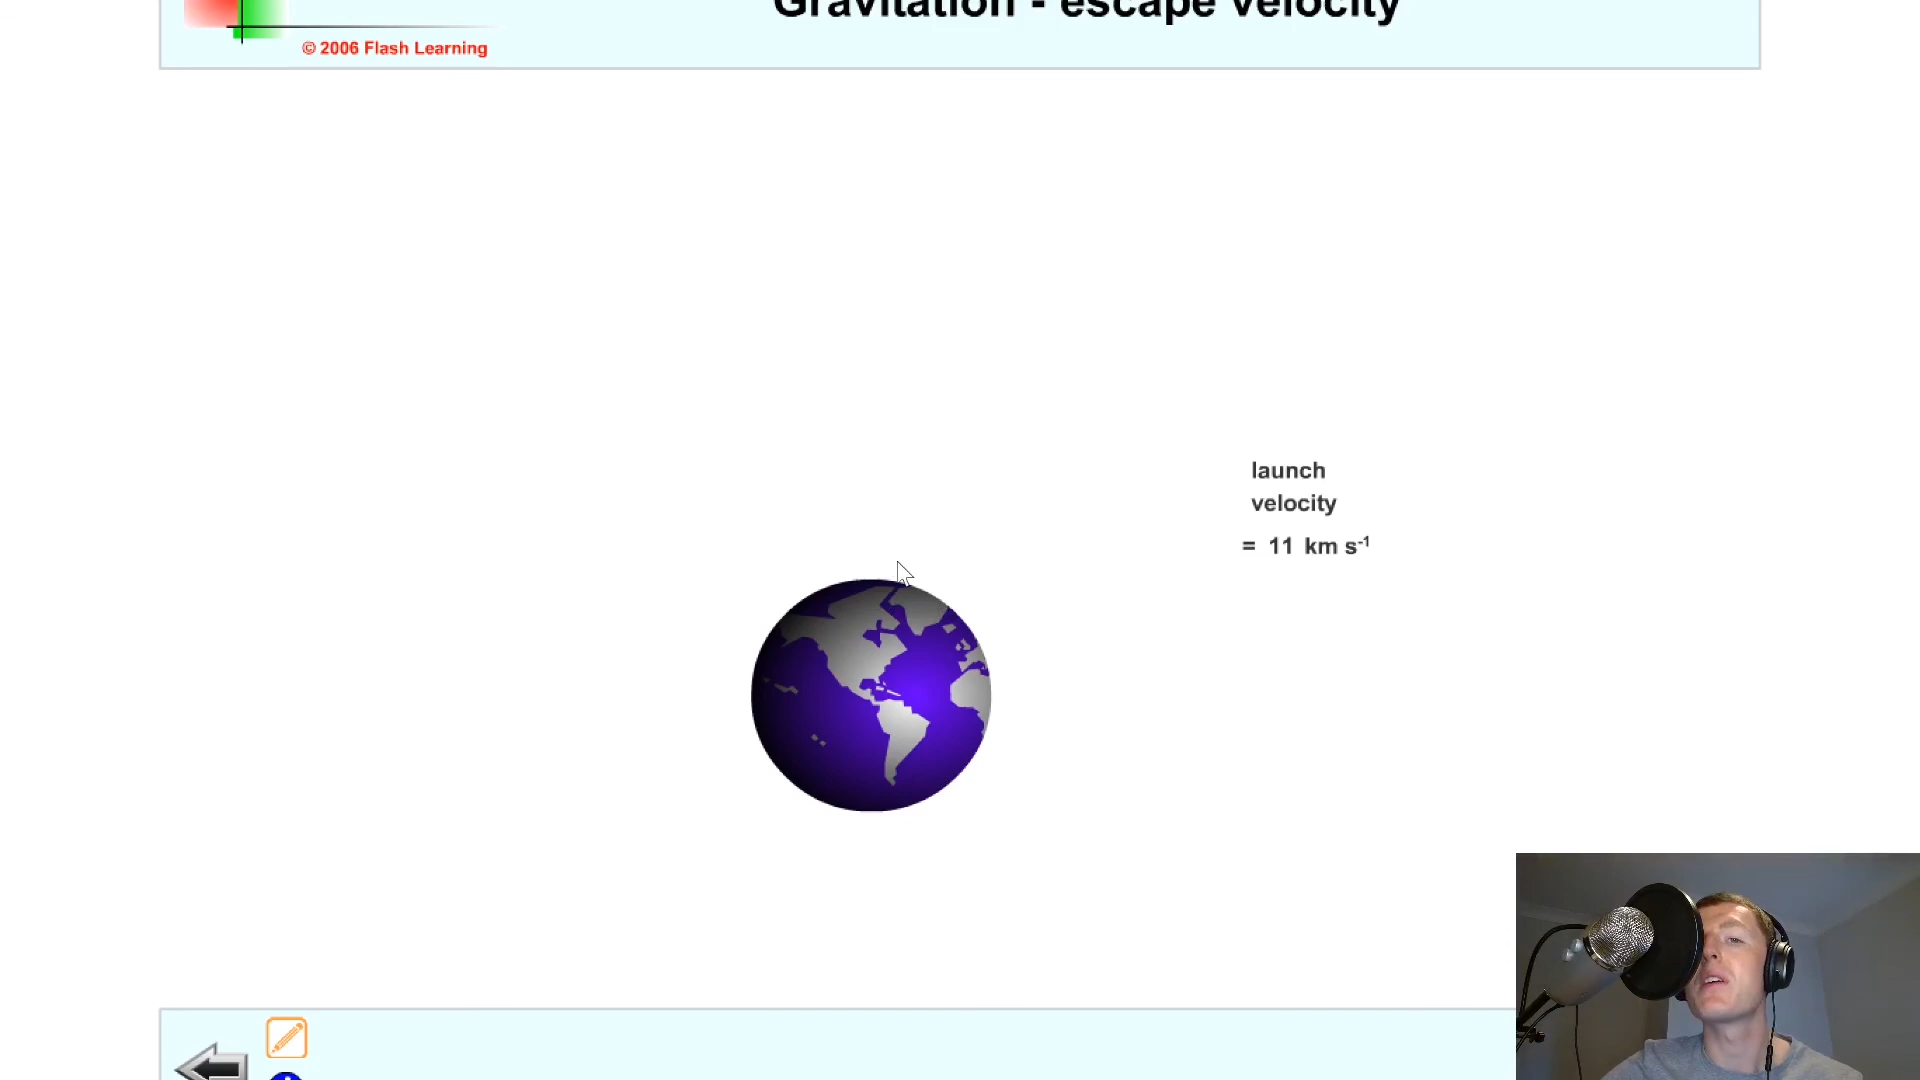 Gravitation - escape velocity
© 2006 Flash Learning
launch
velocity
= 11 km s⁻¹